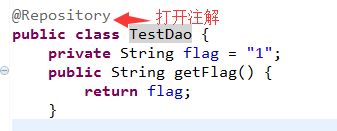 @Repository 打开注解
public class TestDao {
    private String flag = "1";
    public String getFlag() {
        return flag;
    }